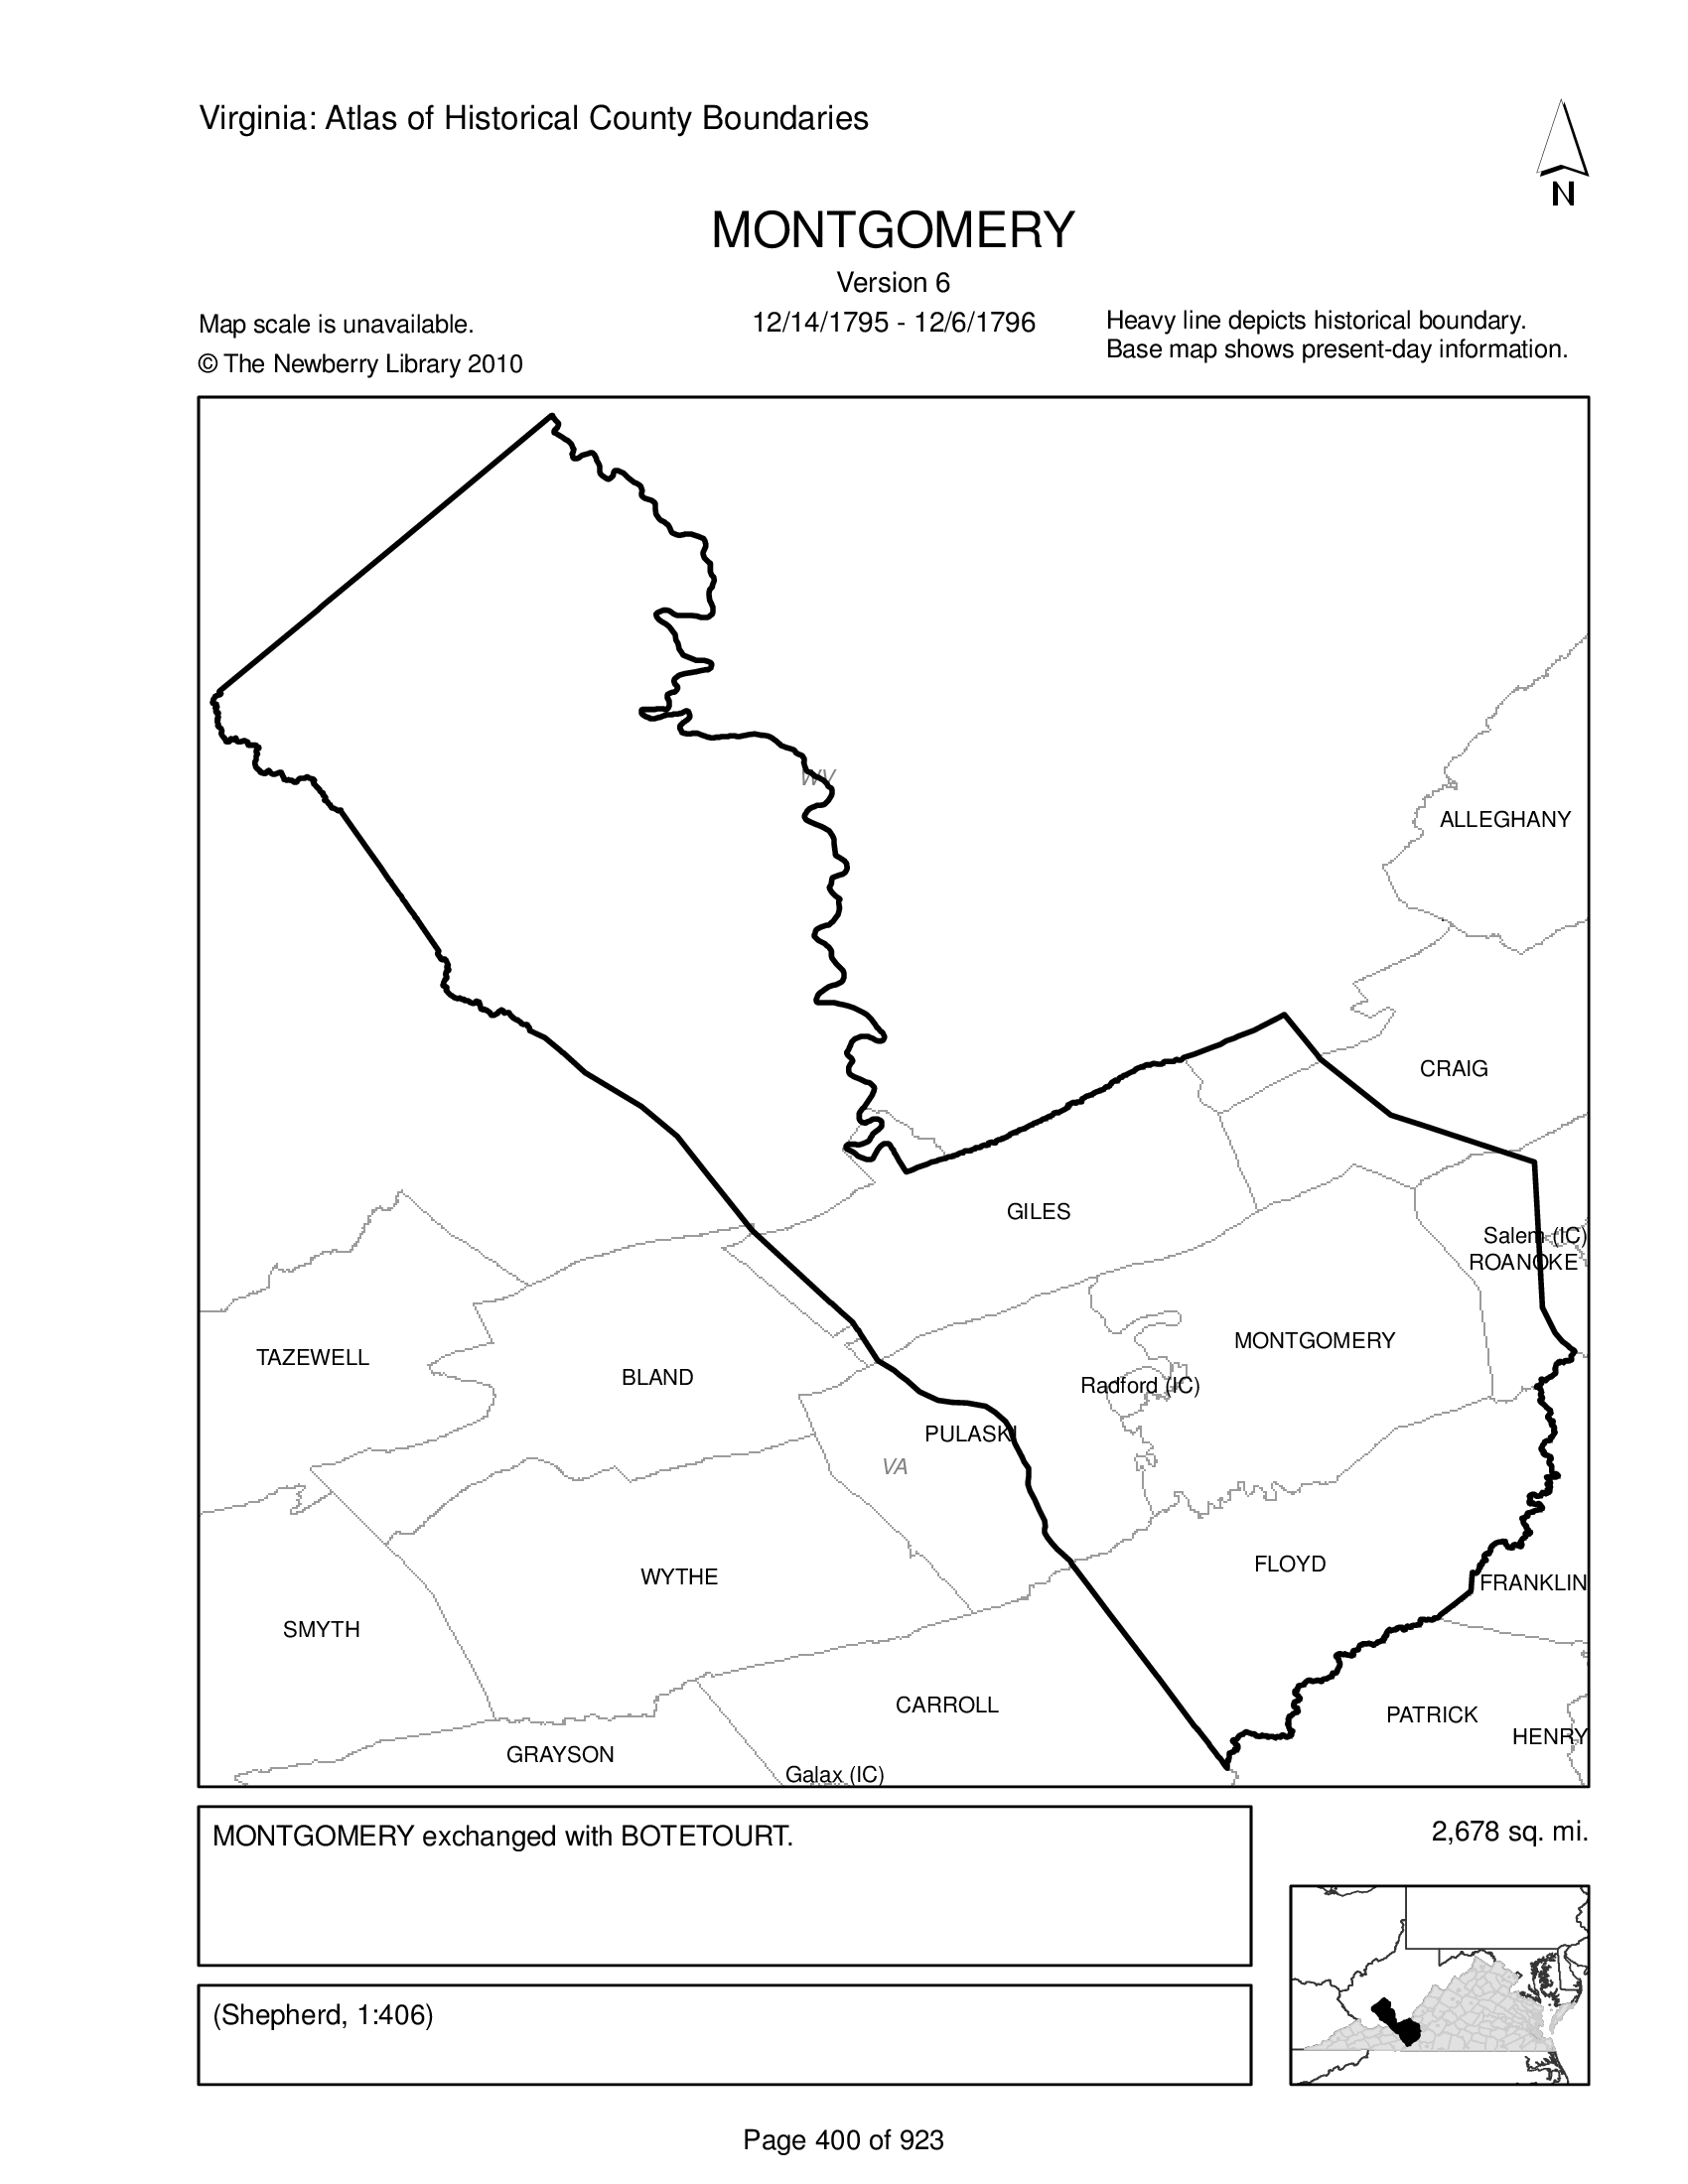 Virginia: Atlas of Historical County Boundaries
N
MONTGOMERY
Version 6
Map scale is unavailable.
12/14/1795 - 12/6/1796
Heavy line depicts historical boundary.
© The Newberry Library 2010
Base map shows present-day information.
WV
ALLEGHANY
CRAIG
GILES
Salem (IC)
ROANOKE
MONTGOMERY
TAZEWELL
BLAND
Radford (IC)
PULASKI
VA
FLOYD
WYTHE
FRANKLIN
SMYTH
CARROLL
PATRICK
HENRY
GRAYSON
Galax (IC)
MONTGOMERY exchanged with BOTETOURT.
2,678 sq. mi.
(Shepherd, 1:406)
Page 400 of 923